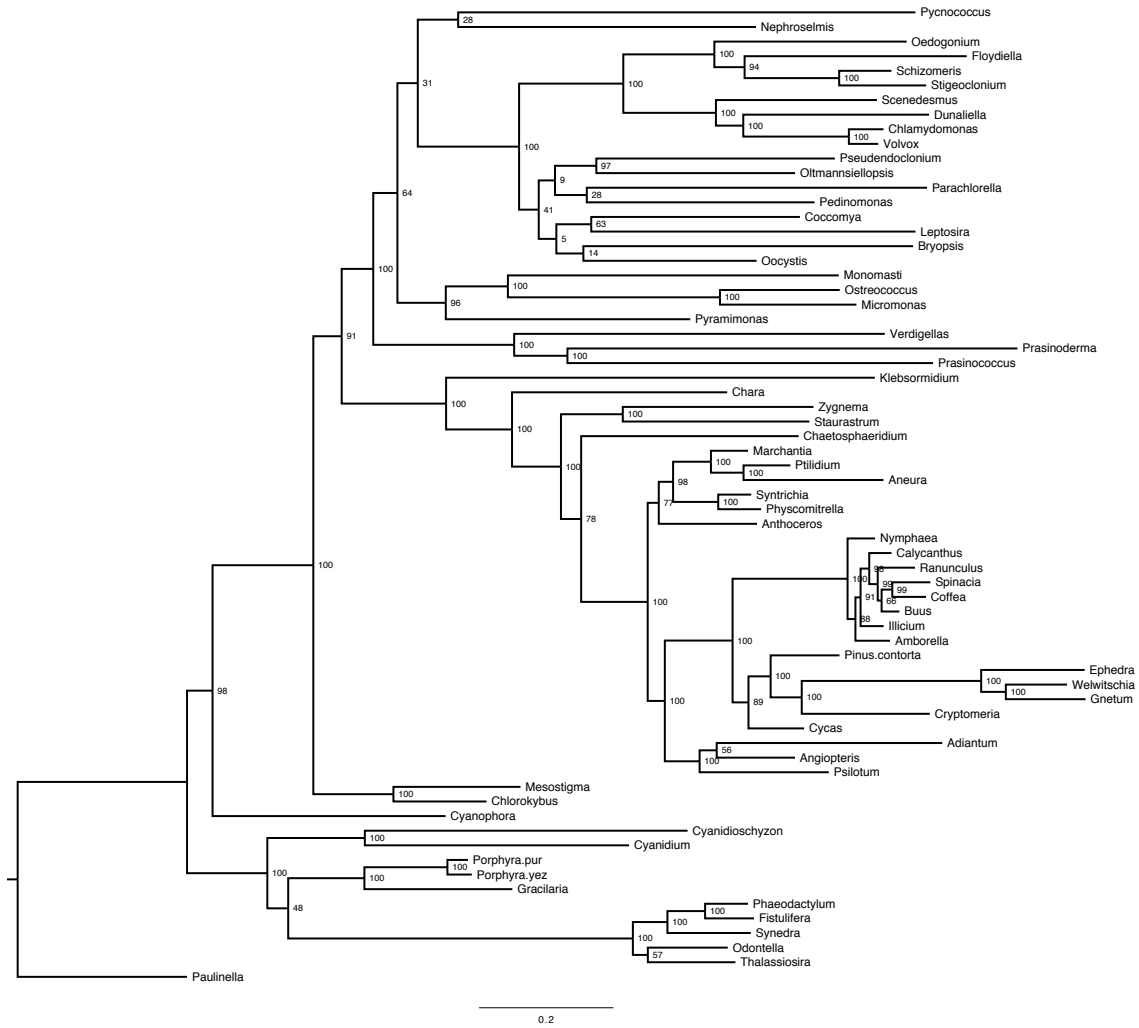 Pycnococcus
28
Nephroselmis
Oedogonium
100
Floydiella
94
Schizomeris
31
100
100
Stigeoclonium
Scenedesmus
100
Dunaliella
100
Chlamydomonas
100
Volvox
100
Pseudendoclonium
97
Oltmannsiellopsis
9
Parachlorella
64
28
Pedinomonas
41
Coccomya
63
Leptosira
5
Bryopsis
14
Oocystis
100
Monomasti
100
Ostreococcus
100
96
Micromonas
Pyramimonas
91
Verdigellas
100
Prasinoderma
100
Prasinococcus
Klebsormidium
100
Chara
Zygnema
100
Staurastrum
100
Chaetosphaeridium
Marchantia
100
Ptilidium
100
100
Aneura
98
Syntrichia
77
100
Physcomitrella
78
Anthoceros
Nymphaea
Calycanthus
98
Ranunculus
100
Spinacia
99
99
Coffea
91
66
100
Buus
88
Illicium
Amborella
100
Pinus.contorta
Ephedra
100
100
Welwitschia
100
100
Gnetum
98
100
89
Cryptomeria
Cycas
Adiantum
56
Angiopteris
100
Psilotum
Mesostigma
100
Chlorokybus
Cyanophora
Cyanidioschyzon
100
Cyanidium
Porphyra.pur
100
100
Porphyra.yez
100
Gracilaria
Phaeodactylum
48
100
Fistulifera
100
Synedra
100
Odontella
57
Thalassiosira
Paulinella
0.2